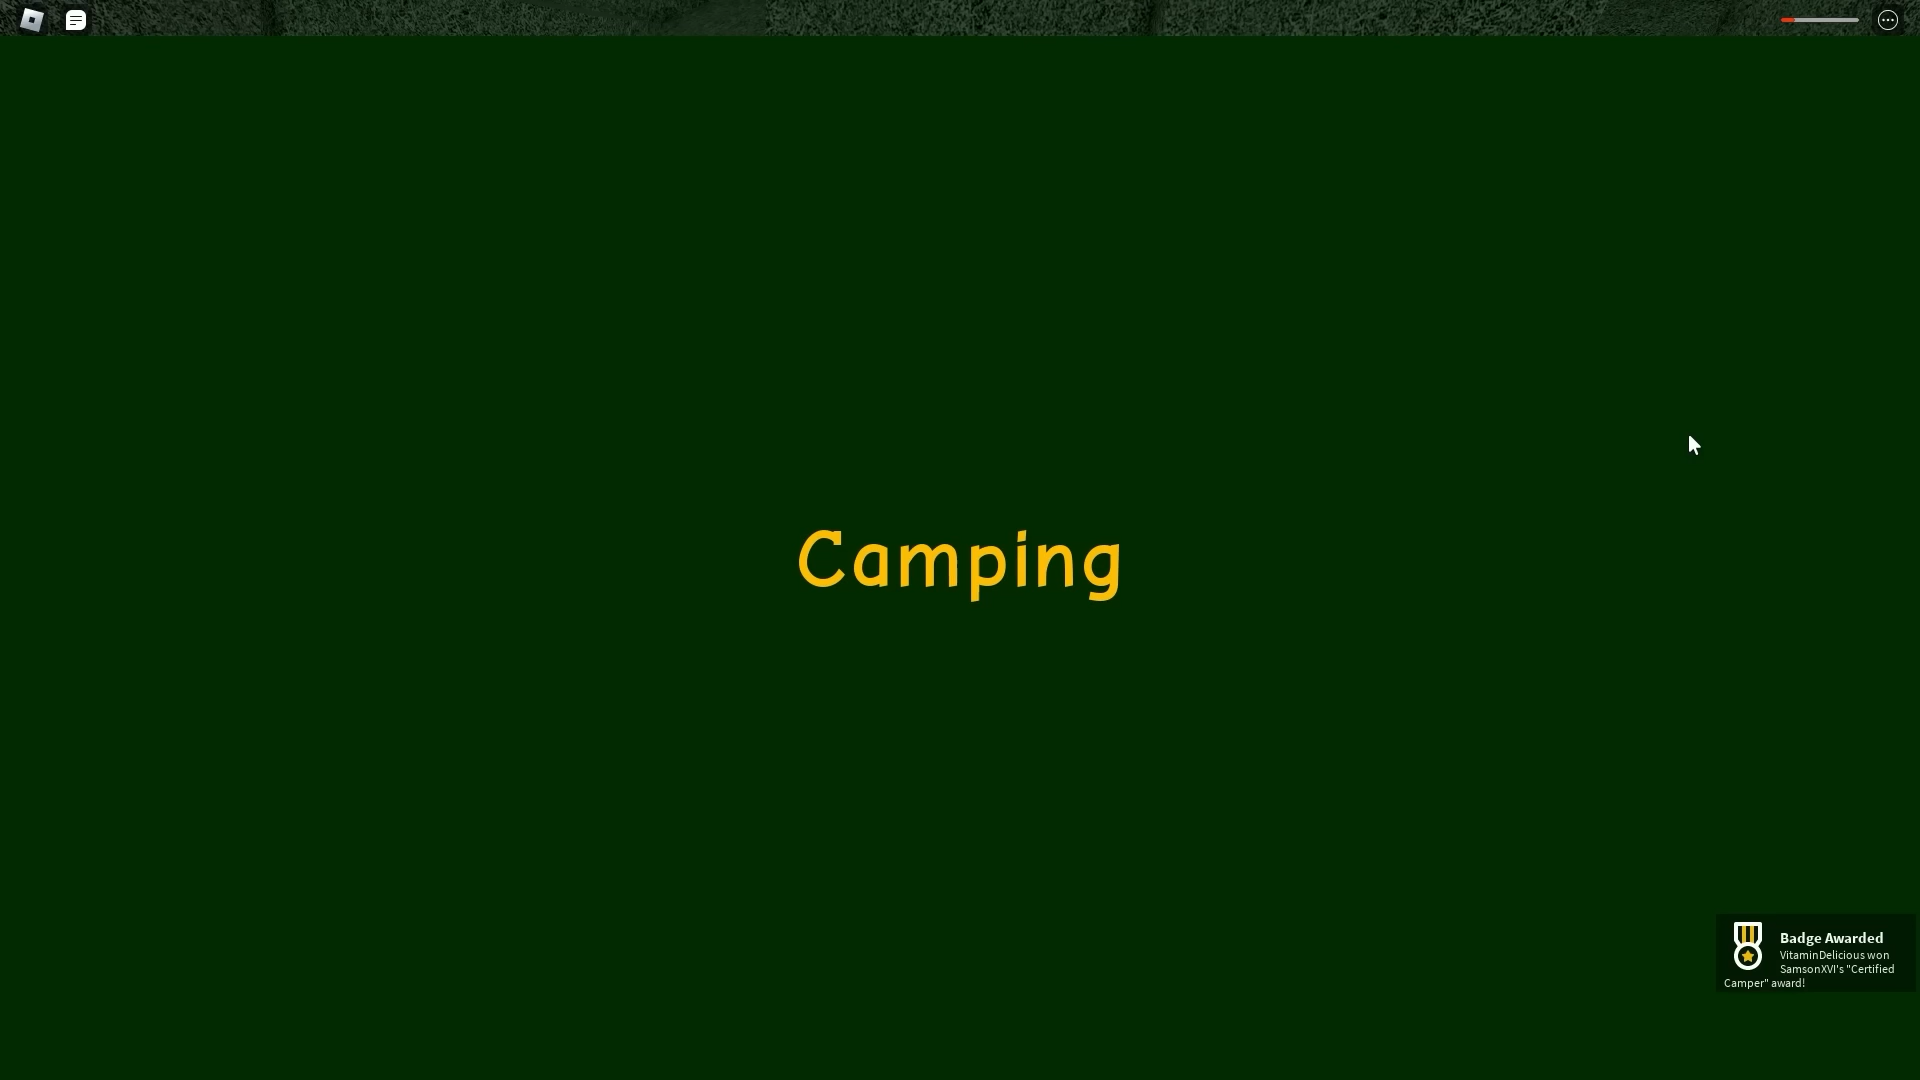 Camping
Badge Awarded
VitaminDelicious won
SamsonXVI's "Certified
Camper" award!